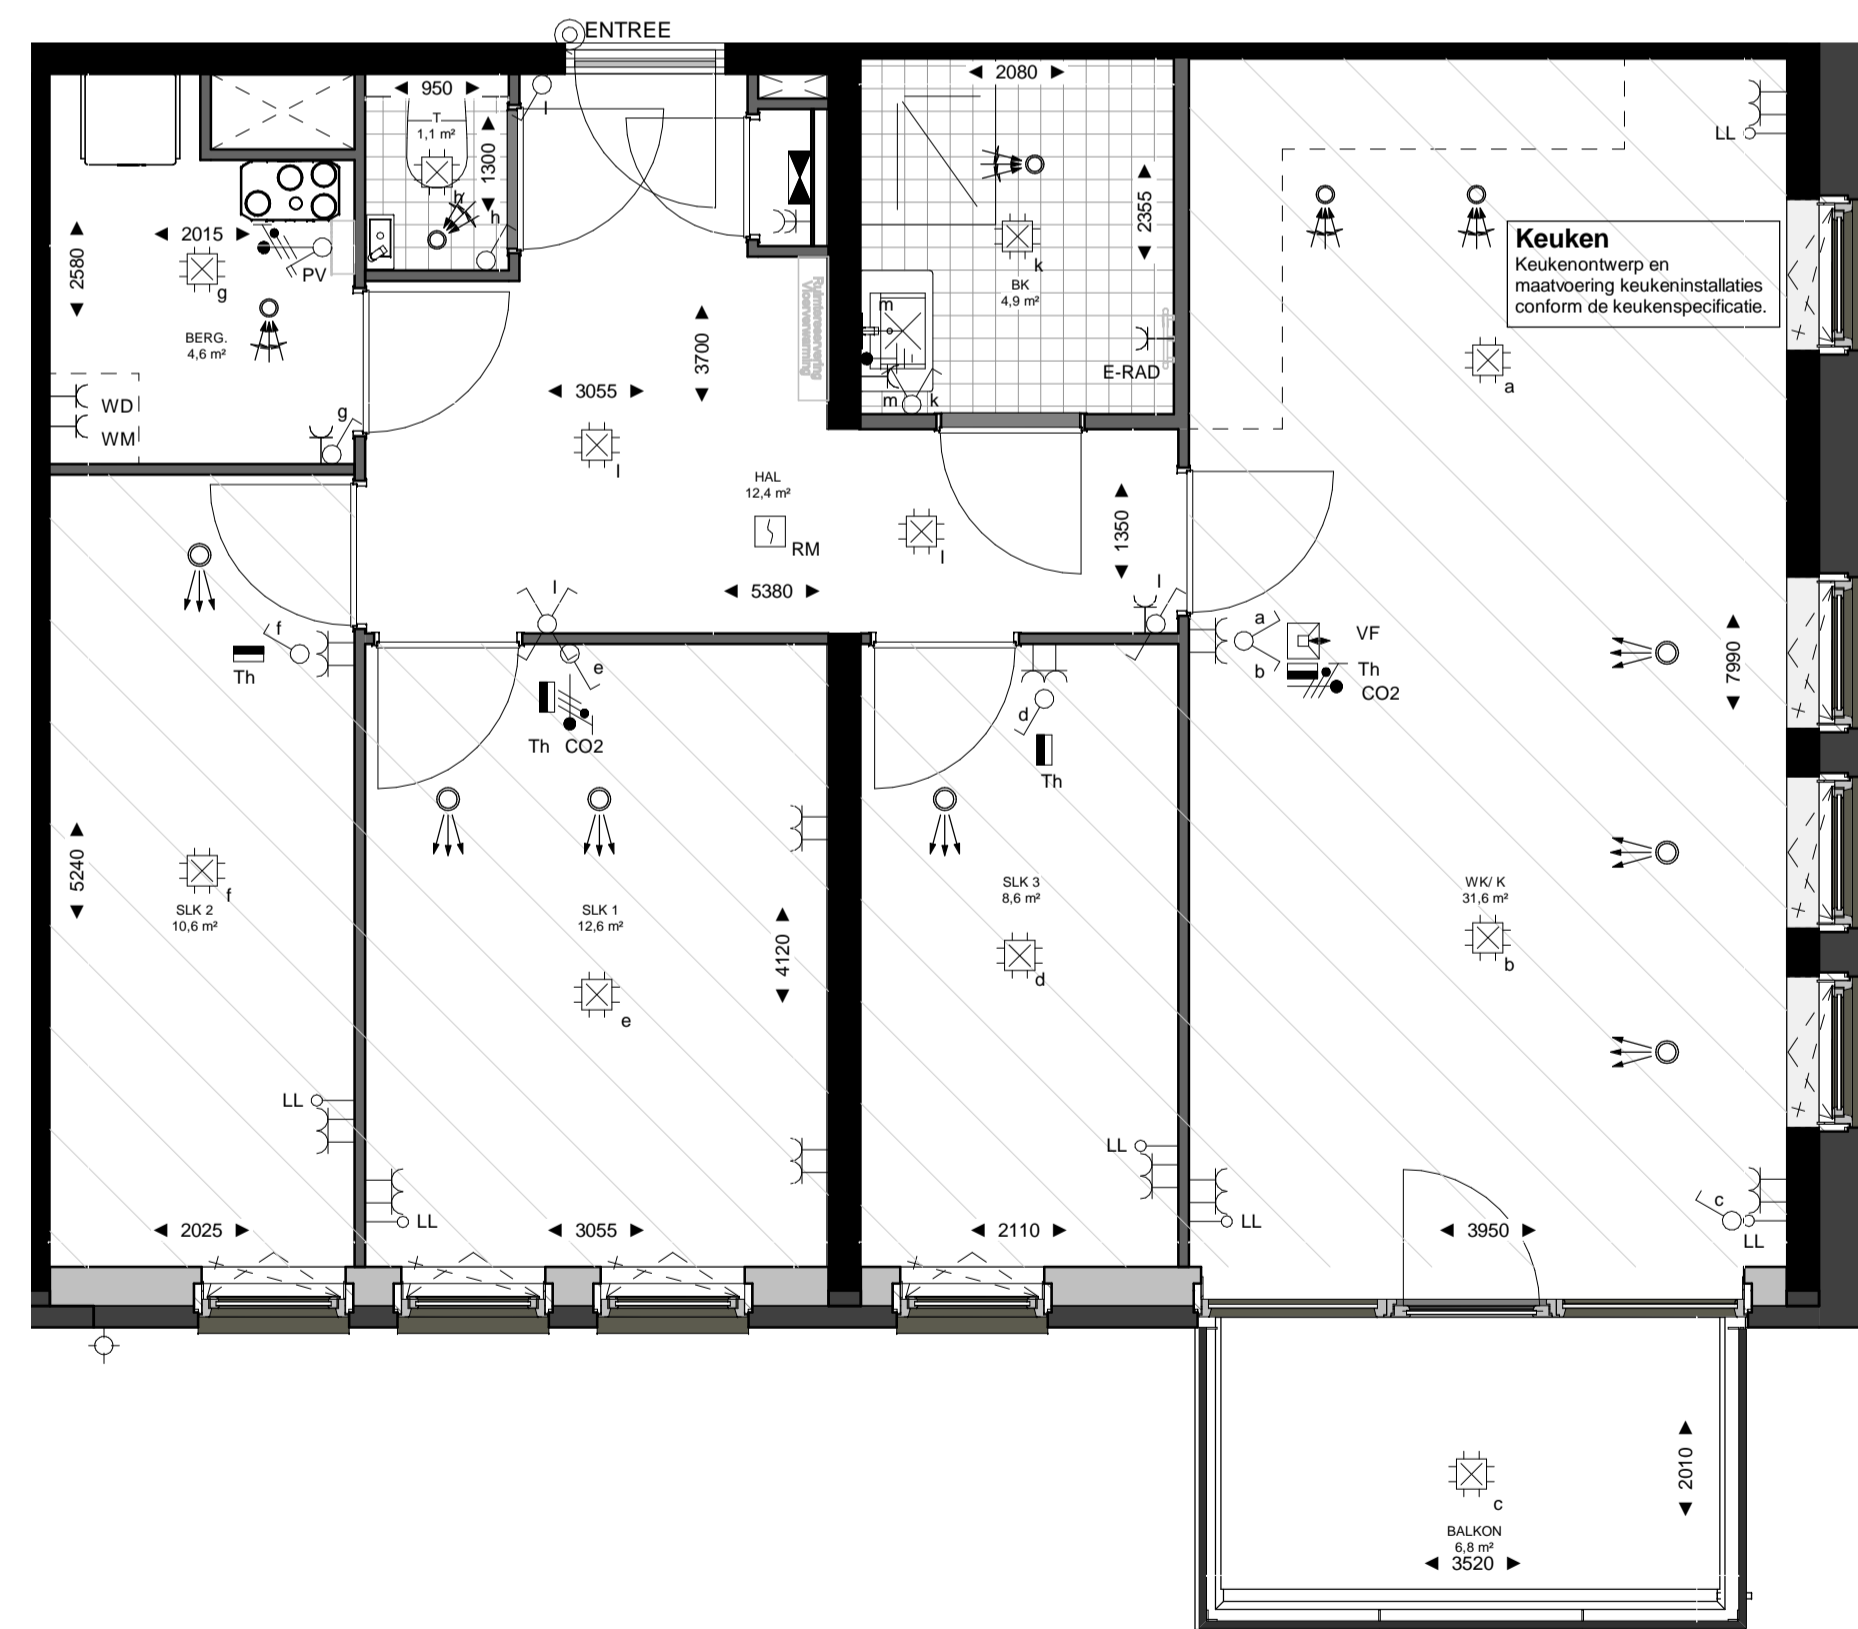 ENTREE
950
T
1,1 m²
1300
h
h
l
2080
2355
k
BK
4,9 m²
m
m
k
E-RAD
LL
Keuken
Keukenontwerp en
maatvoering keukeninstallaties
conform de keukenspecificatie.
a
2580
2015
PV
g
BERG.
4,6 m²
WD
WM
g
Ruimtereservering
Vloerverwarming
3700
3055
l
HAL
12,4 m²
RM
l
1350
5380
l
l
f
Th
e
Th CO2
d
Th
a
b
VF
Th
CO2
7990
5240
f
SLK 2
10,6 m²
SLK 1
12,6 m²
4120
e
SLK 3
8,6 m²
d
WK/ K
31,6 m²
b
LL
LL
LL
LL
c
LL
2025
3055
2110
3950
2010
c
BALKON
6,8 m²
3520